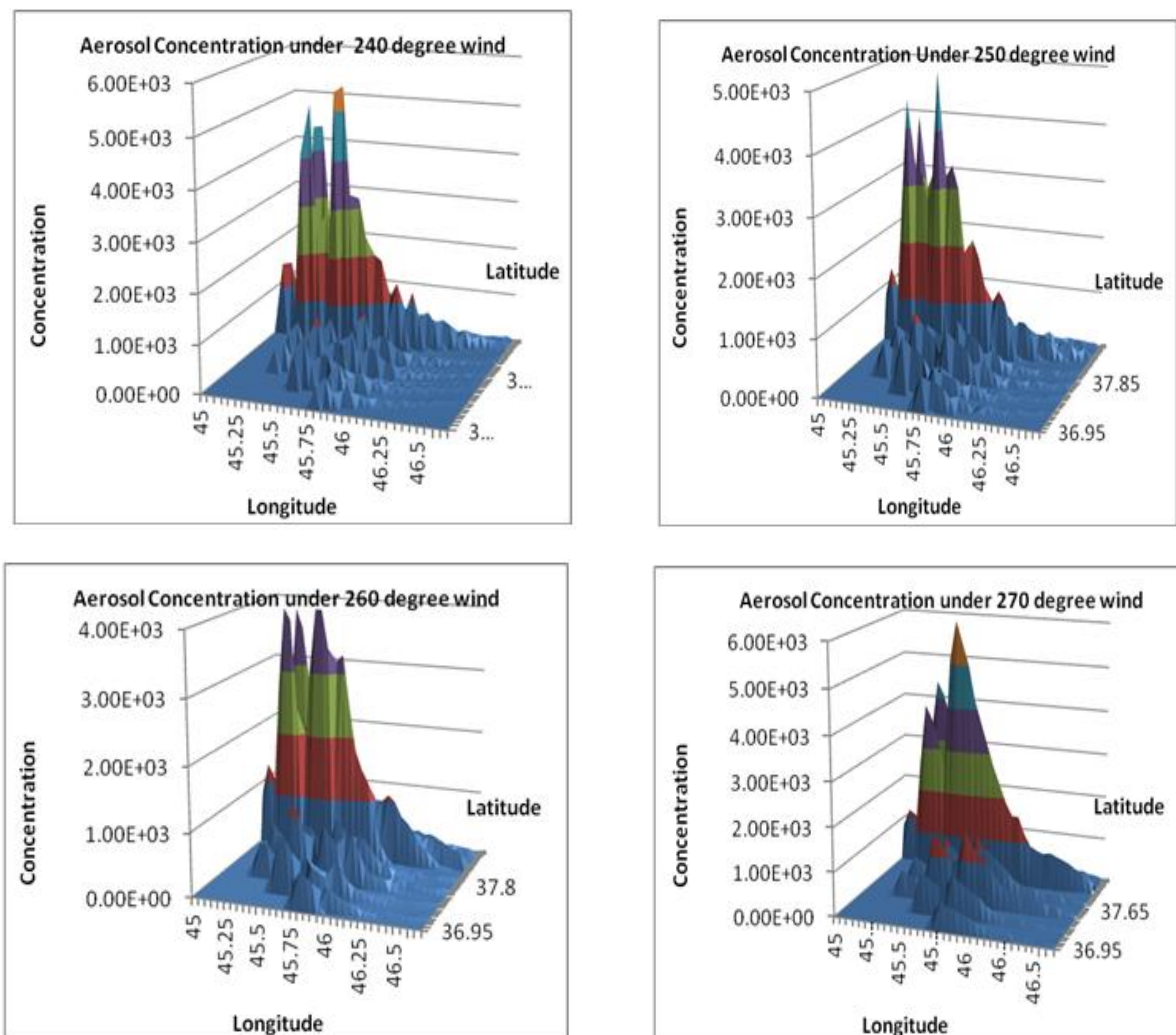 Aerosol Concentration under 240 degree wind
6.00E+03
5.00E+03
4.00E+03
3.00E+03
2.00E+03
1.00E+03
0.00E+00
Concentration
Latitude
3...
3...
45
45.25
45.5
45.75
46
46.25
46.5
Longitude
Aerosol Concentration Under 250 degree wind
5.00E+03
4.00E+03
3.00E+03
2.00E+03
1.00E+03
0.00E+00
Concentration
Latitude
37.85
36.95
45
45.25
45.5
45.75
46
46.25
46.5
Longitude
Aerosol Concentration under 260 degree wind
4.00E+03
3.00E+03
2.00E+03
1.00E+03
0.00E+00
Concentration
Latitude
37.8
36.95
45
45.25
45.5
45.75
46
46.25
46.5
Longitude
Aerosol Concentration under 270 degree wind
6.00E+03
5.00E+03
4.00E+03
3.00E+03
2.00E+03
1.00E+03
0.00E+00
Concentration
Latitude
37.65
36.95
45
45.…
45.5
45.…
46
46.…
46.5
Longitude